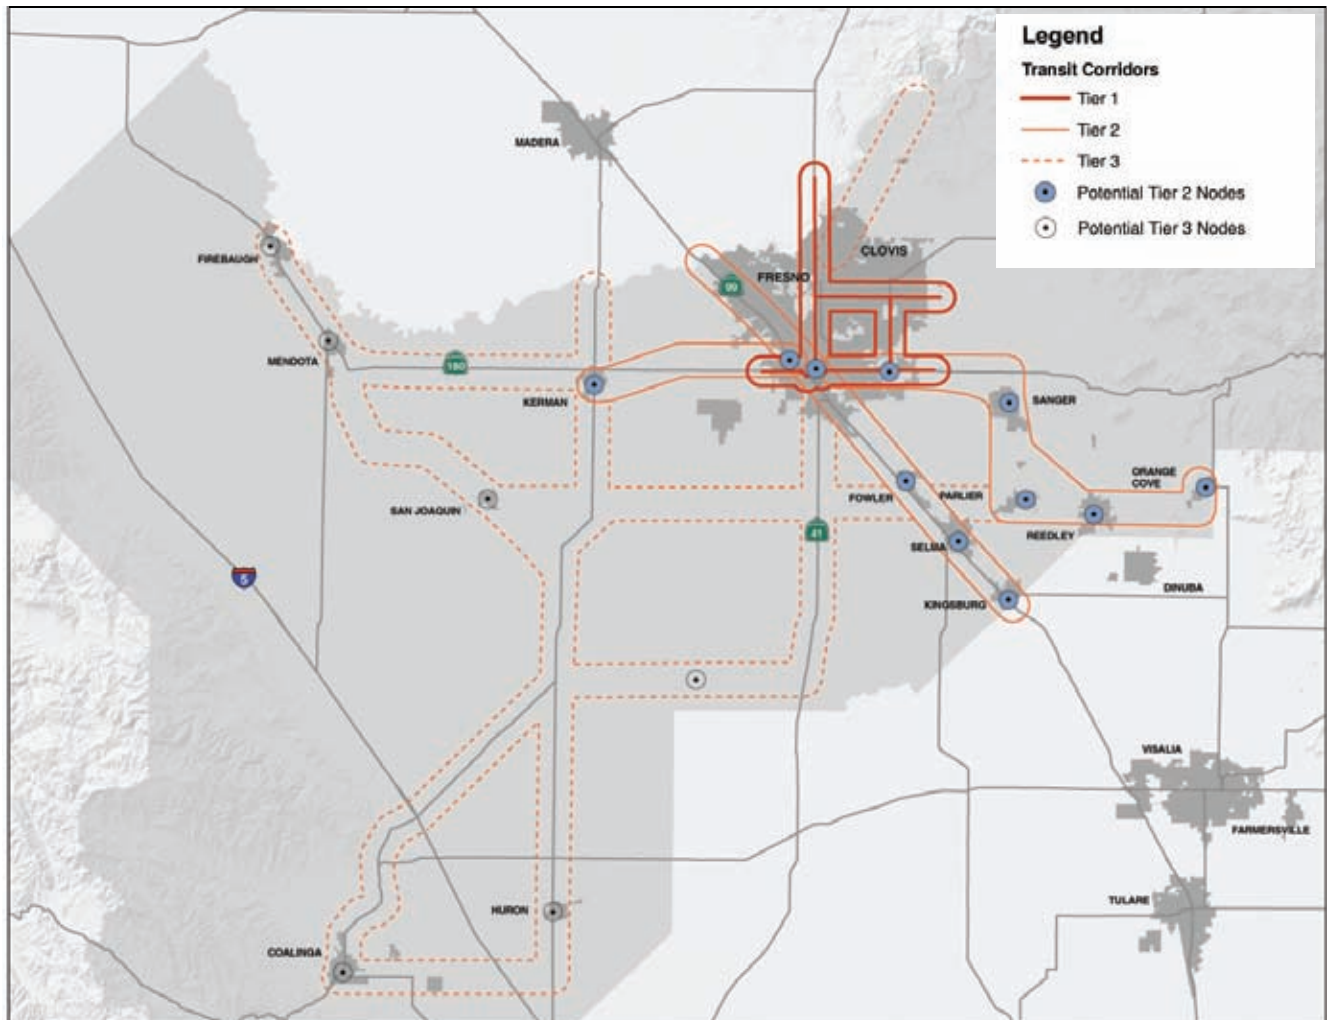 Legend
Transit Corridors
Tier 1
Tier 2
Tier 3
Potential Tier 2 Nodes
Potential Tier 3 Nodes
MADERA
FIREBAUGH
CLOVIS
FRESNO
99
MENDOTA
180
KERMAN
SANGER
ORANGE
COVE
SAN JOAQUIN
FOWLER
PARLIER
REEDLEY
41
SELMA
5
DINUBA
KINGSBURG
VISALIA
FARMERSVILLE
TULARE
HURON
COALINGA